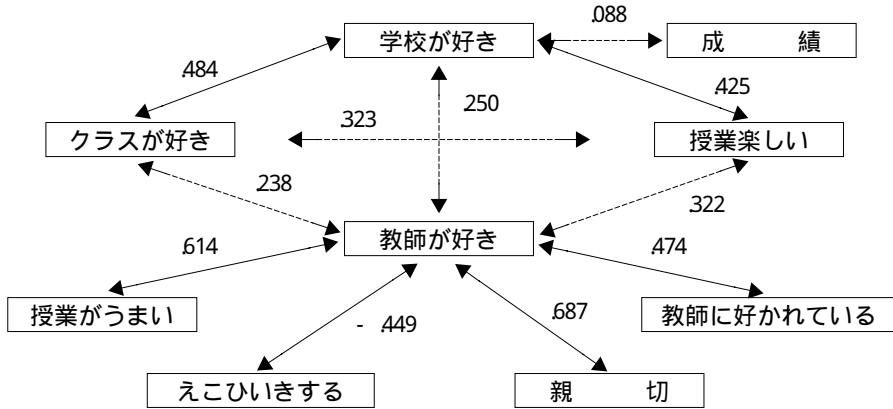 .088
学校が好き
成 績
.484
.425
.250
.323
クラスが好き
授業楽しい
.238
.322
教師が好き
.614
.474
授業がうまい
- .449
.687
教師に好かれている
えこひいきする
親 切